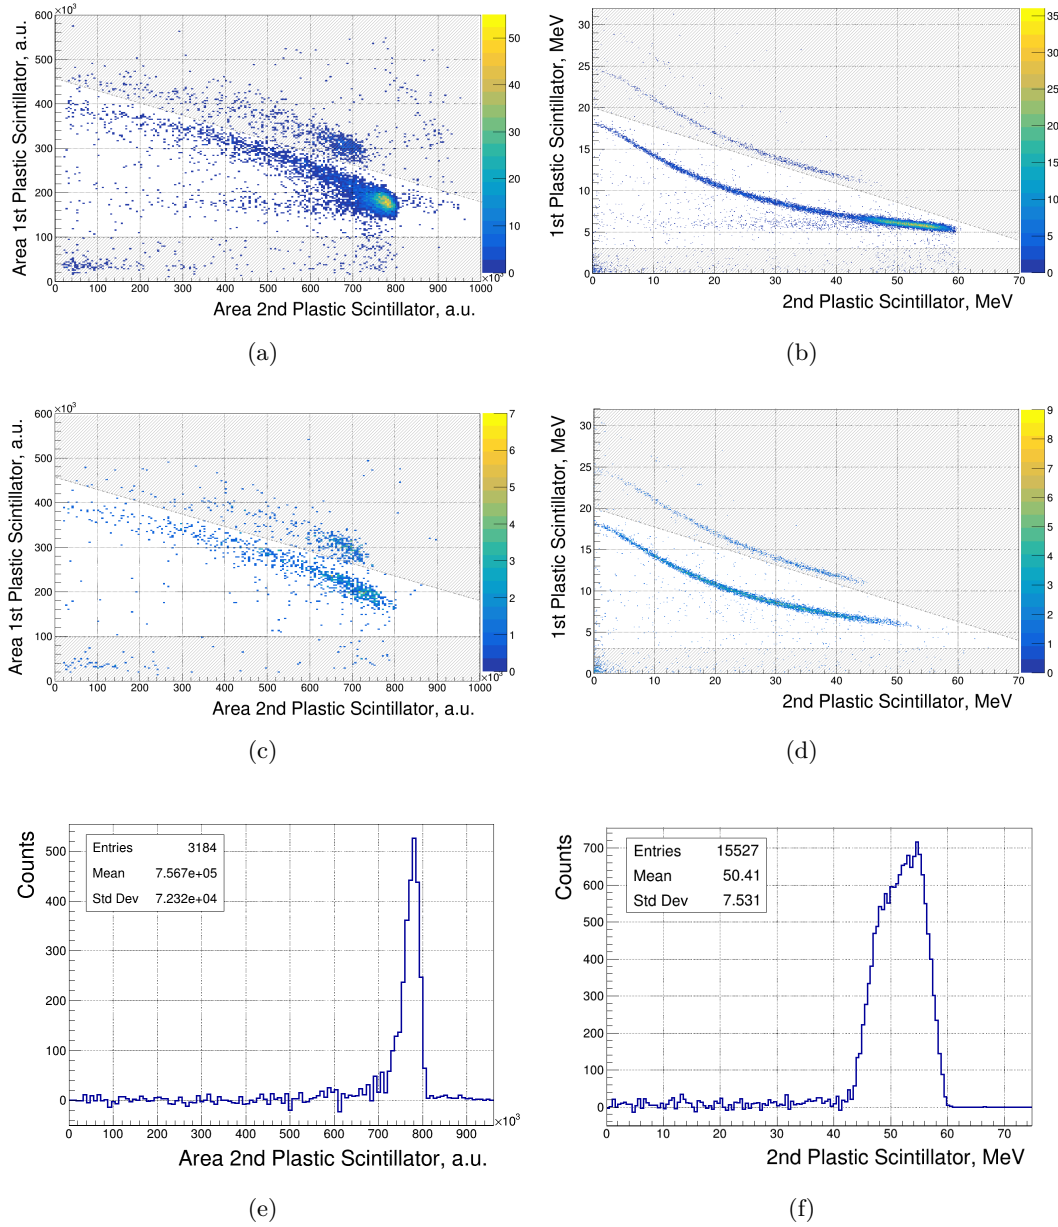 ×10³
600
500
400
300
200
100
0
0 100 200 300 400 500 600 700 800 900 1000
×10³
50
40
30
20
10
0
Area 1st Plastic Scintillator, a.u.
Area 2nd Plastic Scintillator, a.u.
(a)
30
25
20
15
10
5
0
0 10 20 30 40 50 60 70
35
30
25
20
15
10
5
0
1st Plastic Scintillator, MeV
2nd Plastic Scintillator, MeV
(b)
×10³
600
500
400
300
200
100
0
0 100 200 300 400 500 600 700 800 900 1000
×10³
7
6
5
4
3
2
1
0
Area 1st Plastic Scintillator, a.u.
Area 2nd Plastic Scintillator, a.u.
(c)
30
25
20
15
10
5
0
0 10 20 30 40 50 60 70
9
8
7
6
5
4
3
2
1
0
1st Plastic Scintillator, MeV
2nd Plastic Scintillator, MeV
(d)
Counts
500
400
300
200
100
0
Entries 3184
Mean 7.567e+05
Std Dev 7.232e+04
0 100 200 300 400 500 600 700 800 900
×10³
Area 2nd Plastic Scintillator, a.u.
(e)
Counts
700
600
500
400
300
200
100
0
Entries 15527
Mean 50.41
Std Dev 7.531
0 10 20 30 40 50 60 70
2nd Plastic Scintillator, MeV
(f)